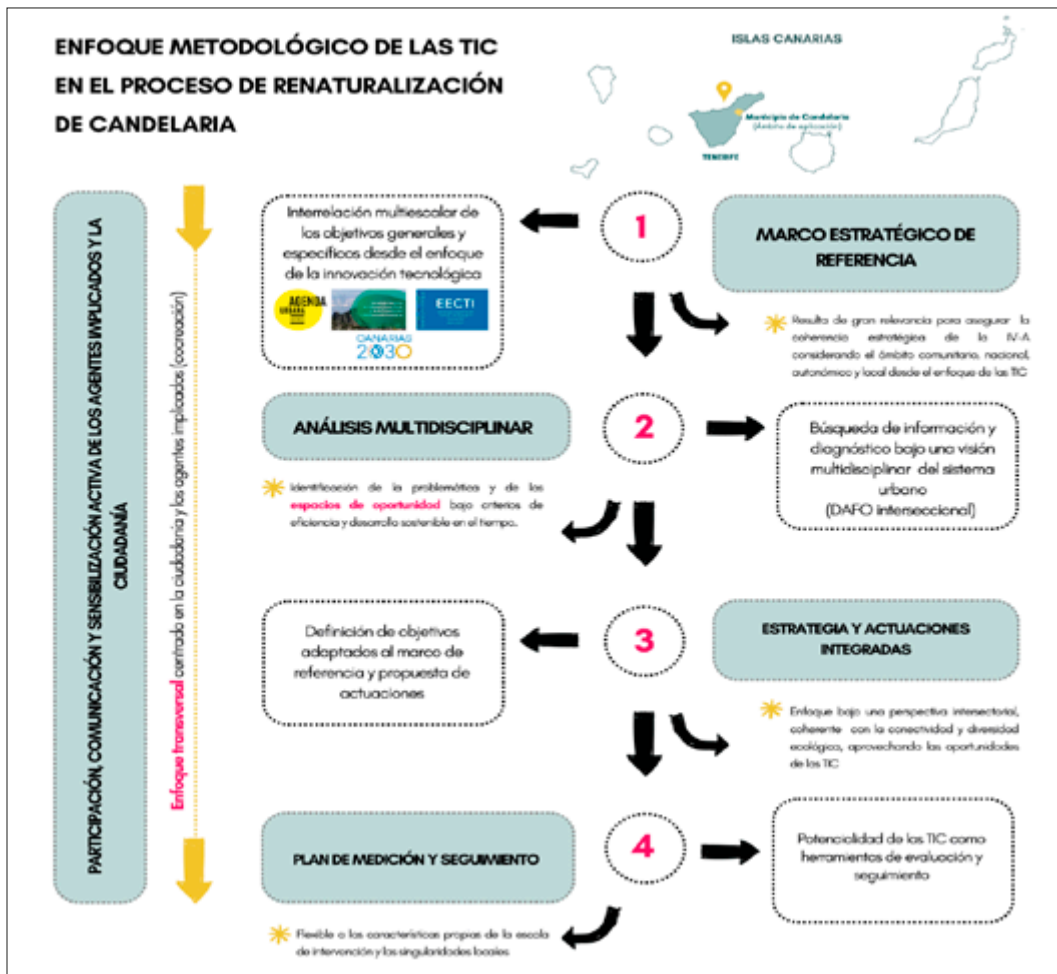 ENFOQUE METODOLÓGICO DE LAS TIC
EN EL PROCESO DE RENATURALIZACIÓN
DE CANDELARIA
ISLAS CANARIAS
Municipio de Candelaria
(Ámbito de aplicación)
TENERIFE
PARTICIPACIÓN, COMUNICACIÓN Y SENSIBILIZACIÓN ACTIVA DE LOS AGENTES IMPLICADOS Y LA
CIUDADANÍA
Enfoque transversal centrado en la ciudadanía y los agentes implicados (cocreación)
Interrelación multiescalar de
los objetivos generales y
específicos desde el enfoque
de la innovación tecnológica
AGENDA
URBANA
EECTI
CANARIAS
2030
1
MARCO ESTRATÉGICO DE
REFERENCIA
Resulta de gran relevancia para asegurar la
coherencia estratégica de la IV-A
considerando el ámbito comunitario, nacional,
autonómico y local desde el enfoque de las TIC
ANÁLISIS MULTIDISCIPLINAR
2
Búsqueda de información y
diagnóstico bajo una visión
multidisciplinar del sistema
urbano
(DAFO interseccional)
Identificación de la problemática y de los
espacios de oportunidad bajo criterios de
eficiencia y desarrollo sostenible en el tiempo.
Definición de objetivos
adaptados al marco de
referencia y propuesta de
actuaciones
3
ESTRATEGIA Y ACTUACIONES
INTEGRADAS
Enfoque bajo una perspectiva intersectorial,
coherente con la conectividad y diversidad
ecológica, aprovechando las oportunidades
de las TIC
PLAN DE MEDICIÓN Y SEGUIMIENTO
4
Potencialidad de las TIC como
herramientas de evaluación y
seguimiento
Flexible a las características propias de la escala
de intervención y las singularidades locales